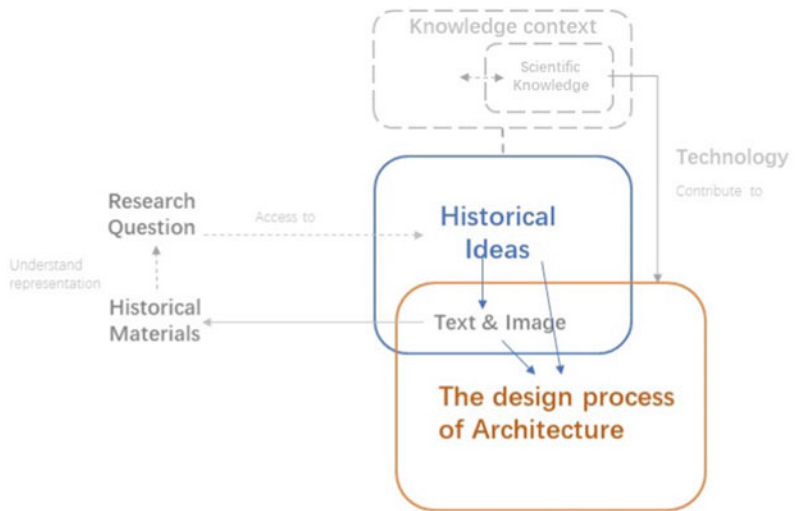 Knowledge context
Scientific
Knowledge
Technology
Contribute to
Research
Question
Access to
Historical
Ideas
Understand
representation
Historical
Materials
Text & Image
The design process
of Architecture